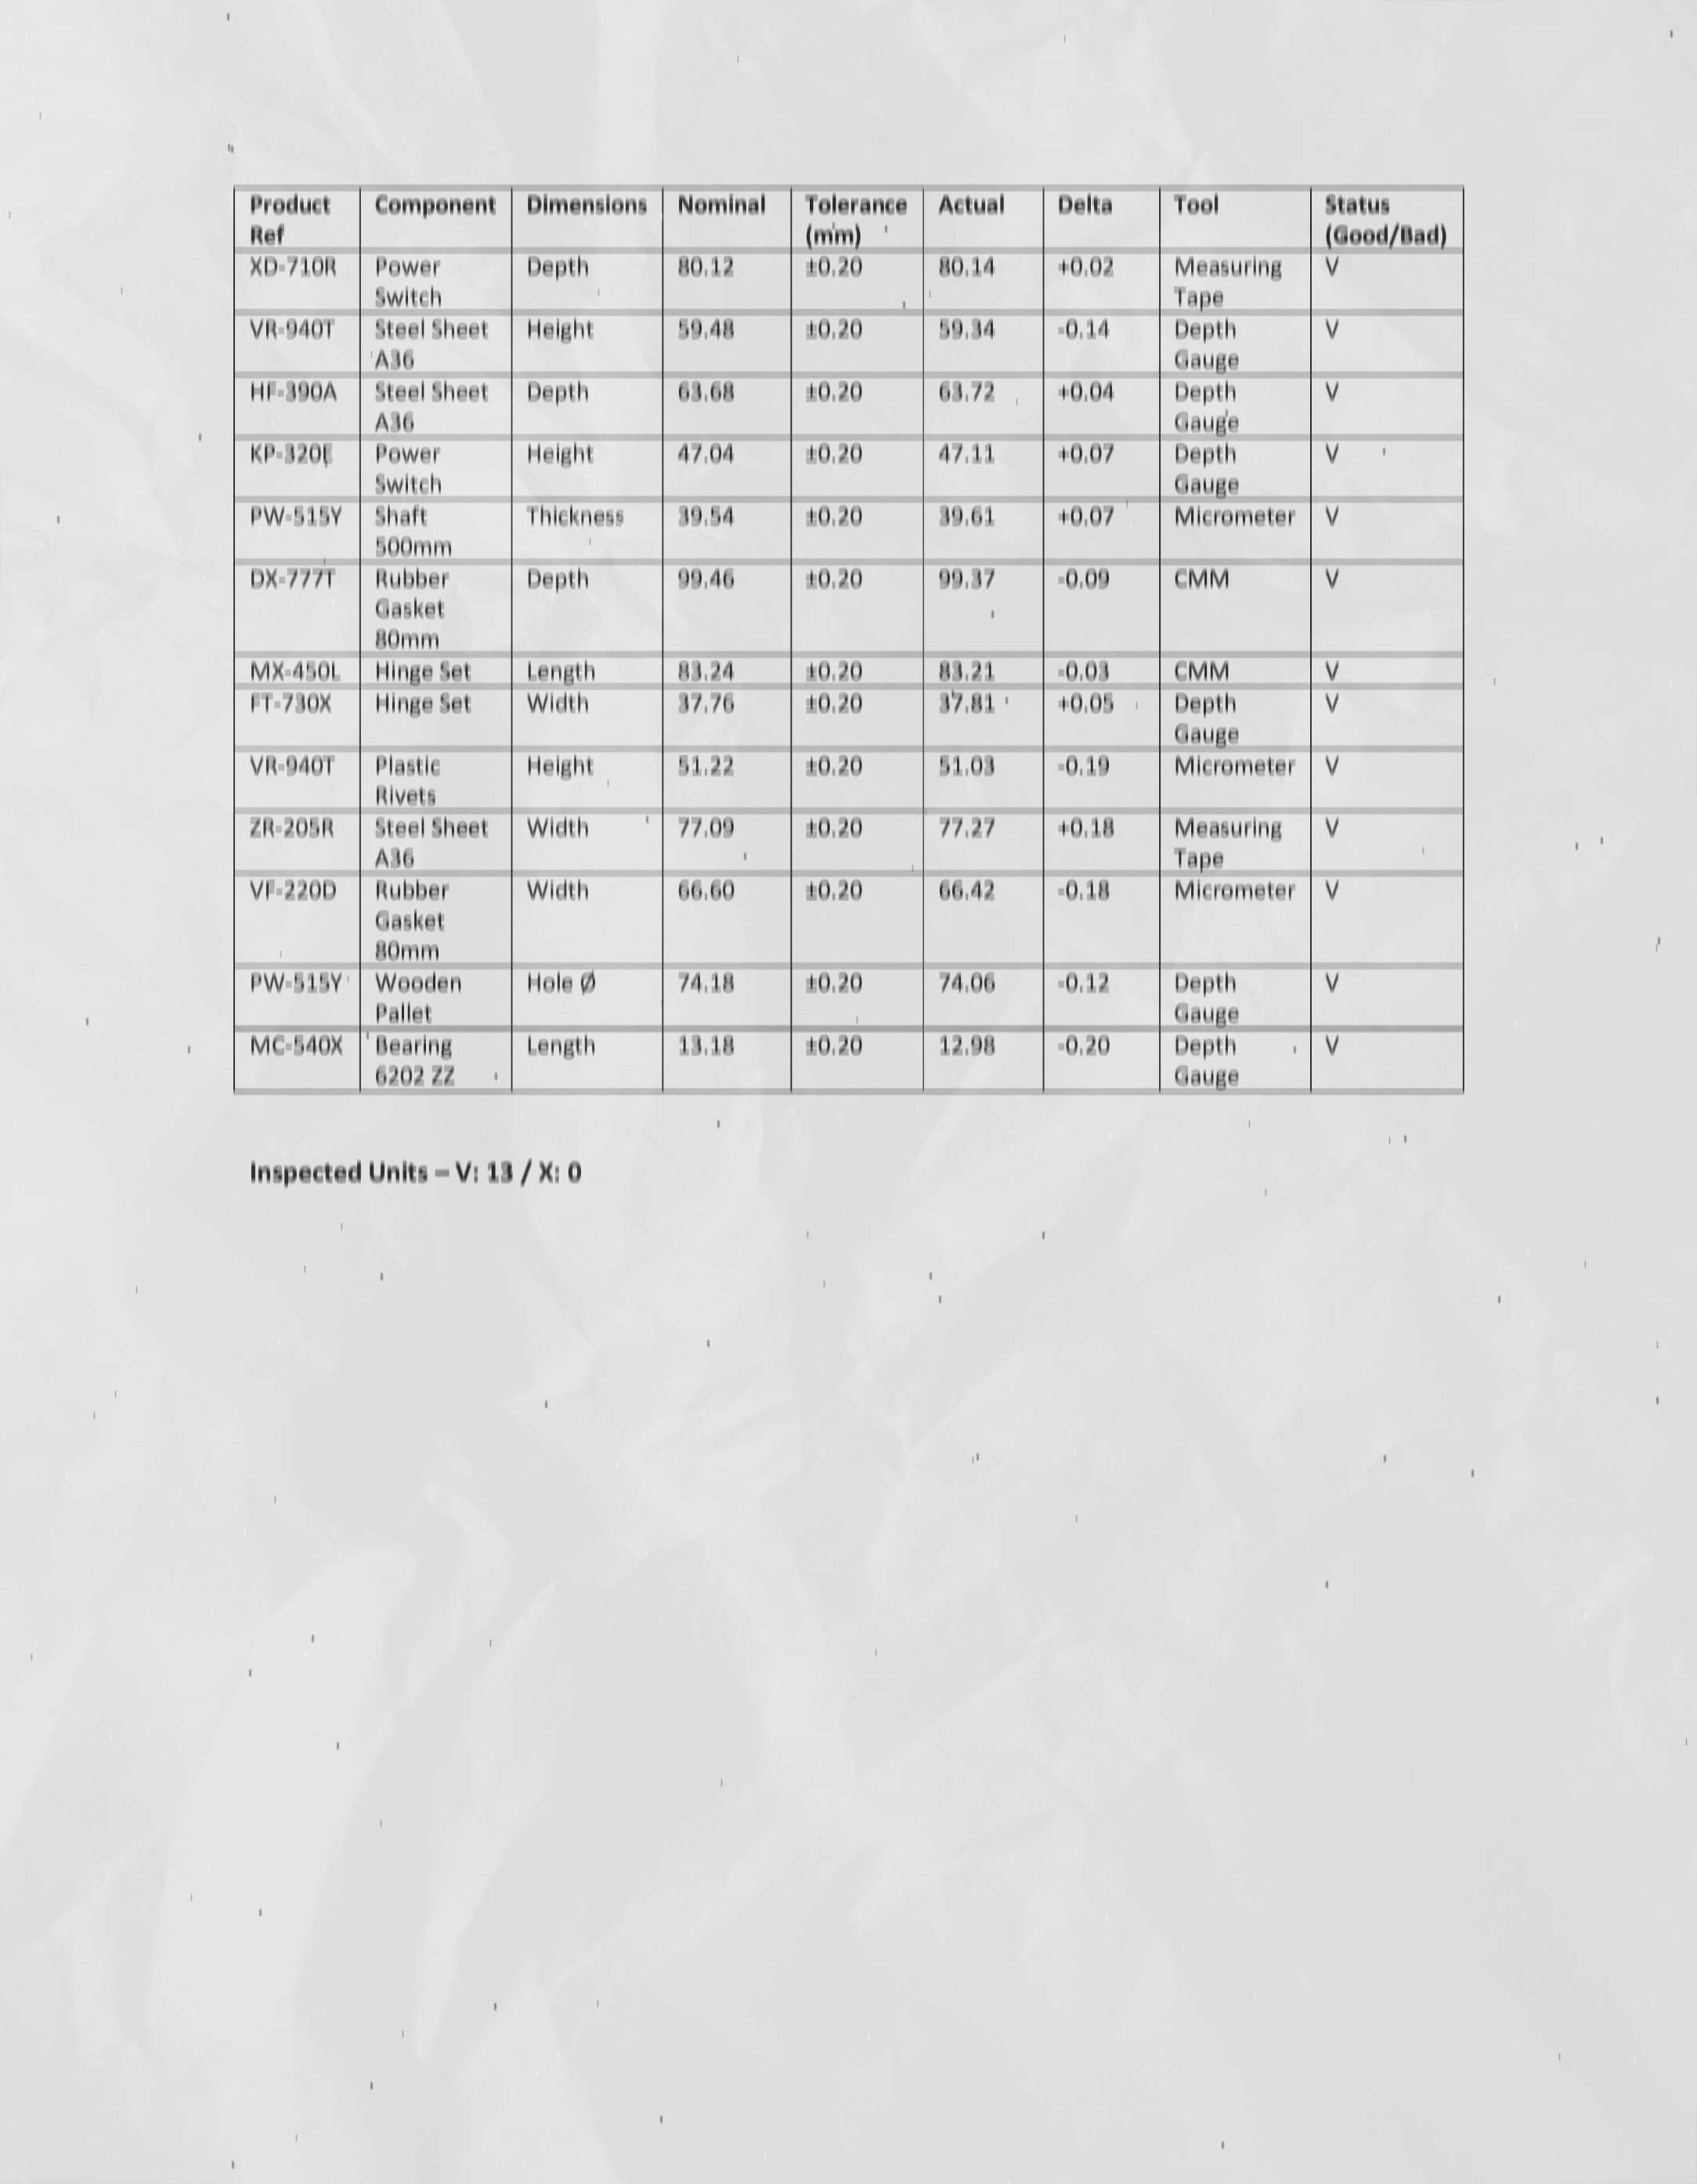 Product Ref | Component | Dimensions | Nominal | Tolerance (mm) | Actual | Delta | Tool | Status (Good/Bad)
XD-710R | Power Switch | Depth | 80.12 | ±0.20 | 80.14 | +0.02 | Measuring Tape | V
VR-940T | Steel Sheet A36 | Height | 59.48 | ±0.20 | 59.34 | -0.14 | Depth Gauge | V
HF-390A | Steel Sheet A36 | Depth | 63.68 | ±0.20 | 63.72 | +0.04 | Depth Gauge | V
KP-320E | Power Switch | Height | 47.04 | ±0.20 | 47.11 | +0.07 | Depth Gauge | V
PW-515Y | Shaft 500mm | Thickness | 39.54 | ±0.20 | 39.61 | +0.07 | Micrometer | V
DX-777T | Rubber Gasket 80mm | Depth | 99.46 | ±0.20 | 99.37 | -0.09 | CMM | V
MX-450L | Hinge Set | Length | 83.24 | ±0.20 | 83.21 | -0.03 | CMM | V
FT-730X | Hinge Set | Width | 37.76 | ±0.20 | 37.81 | +0.05 | Depth Gauge | V
VR-940T | Plastic Rivets | Height | 51.22 | ±0.20 | 51.03 | -0.19 | Micrometer | V
ZR-205R | Steel Sheet A36 | Width | 77.09 | ±0.20 | 77.27 | +0.18 | Measuring Tape | V
VF-220D | Rubber Gasket 80mm | Width | 66.60 | ±0.20 | 66.42 | -0.18 | Micrometer | V
PW-515Y | Wooden Pallet | Hole Ø | 74.18 | ±0.20 | 74.06 | -0.12 | Depth Gauge | V
MC-540X | Bearing 6202 ZZ | Length | 13.18 | ±0.20 | 12.98 | -0.20 | Depth Gauge | V
Inspected Units – V: 13 / X: 0